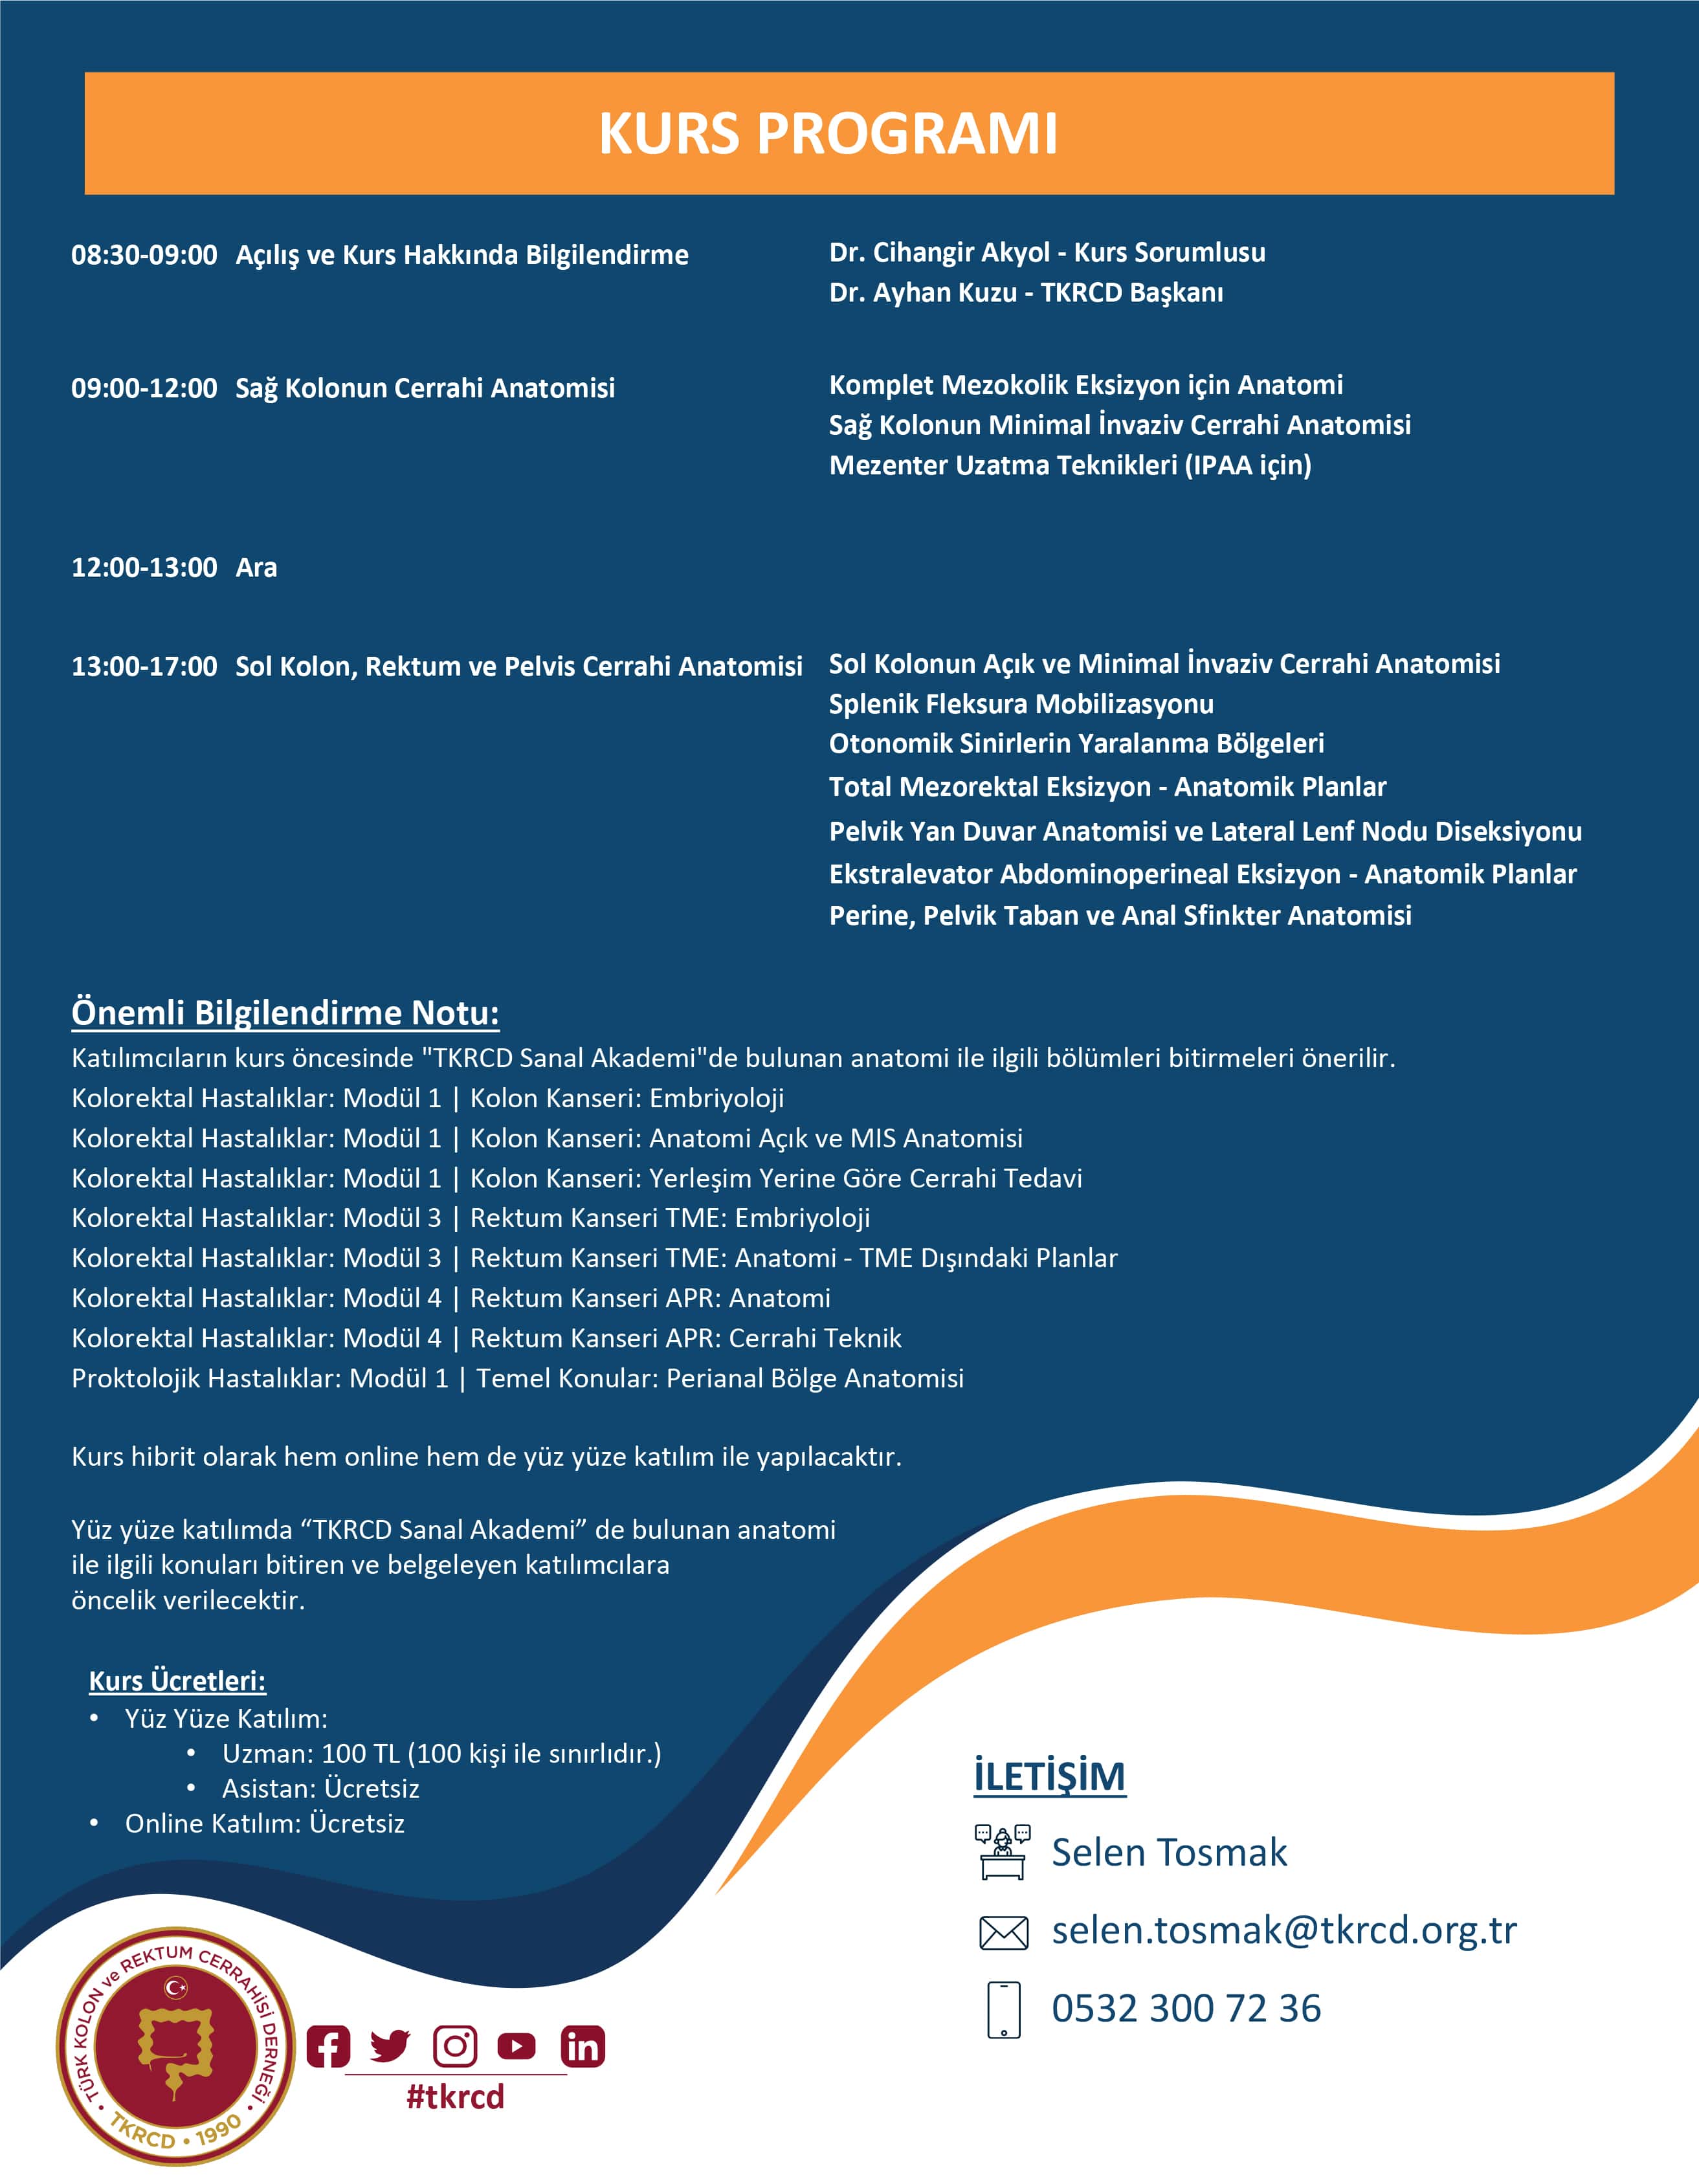 KURS PROGRAMI
08:30-09:00 Açılış ve Kurs Hakkında Bilgilendirme
Dr. Cihangir Akyol - Kurs Sorumlusu
Dr. Ayhan Kuzu - TKRCD Başkanı
09:00-12:00 Sağ Kolonun Cerrahi Anatomisi
Komplet Mezokolik Eksizyon için Anatomi
Sağ Kolonun Minimal İnvaziv Cerrahi Anatomisi
Mezenter Uzatma Teknikleri (IPAA için)
12:00-13:00 Ara
13:00-17:00 Sol Kolon, Rektum ve Pelvis Cerrahi Anatomisi
Sol Kolonun Açık ve Minimal İnvaziv Cerrahi Anatomisi
Splenik Fleksura Mobilizasyonu
Otonomik Sinirlerin Yaralanma Bölgeleri
Total Mezorektal Eksizyon - Anatomik Planlar
Pelvik Yan Duvar Anatomisi ve Lateral Lenf Nodu Diseksiyonu
Ekstralevator Abdominoperineal Eksizyon - Anatomik Planlar
Perine, Pelvik Taban ve Anal Sfinkter Anatomisi
Önemli Bilgilendirme Notu:
Katılımcıların kurs öncesinde "TKRCD Sanal Akademi"de bulunan anatomi ile ilgili bölümleri bitirmeleri önerilir.
Kolorektal Hastalıklar: Modül 1 | Kolon Kanseri: Embriyoloji
Kolorektal Hastalıklar: Modül 1 | Kolon Kanseri: Anatomi Açık ve MIS Anatomisi
Kolorektal Hastalıklar: Modül 1 | Kolon Kanseri: Yerleşim Yerine Göre Cerrahi Tedavi
Kolorektal Hastalıklar: Modül 3 | Rektum Kanseri TME: Embriyoloji
Kolorektal Hastalıklar: Modül 3 | Rektum Kanseri TME: Anatomi - TME Dışındaki Planlar
Kolorektal Hastalıklar: Modül 4 | Rektum Kanseri APR: Anatomi
Kolorektal Hastalıklar: Modül 4 | Rektum Kanseri APR: Cerrahi Teknik
Proktolojik Hastalıklar: Modül 1 | Temel Konular: Perianal Bölge Anatomisi
Kurs hibrit olarak hem online hem de yüz yüze katılım ile yapılacaktır.
Yüz yüze katılımda “TKRCD Sanal Akademi” de bulunan anatomi
ile ilgili konuları bitiren ve belgeleyen katılımcılara
öncelik verilecektir.
Kurs Ücretleri:
• Yüz Yüze Katılım:
• Uzman: 100 TL (100 kişi ile sınırlıdır.)
• Asistan: Ücretsiz
• Online Katılım: Ücretsiz
İLETİŞİM
Selen Tosmak
selen.tosmak@tkrcd.org.tr
0532 300 72 36
TÜRK KOLON ve REKTUM CERRAHİSİ DERNEĞİ
• TKRCD • 1990 •
#tkrcd